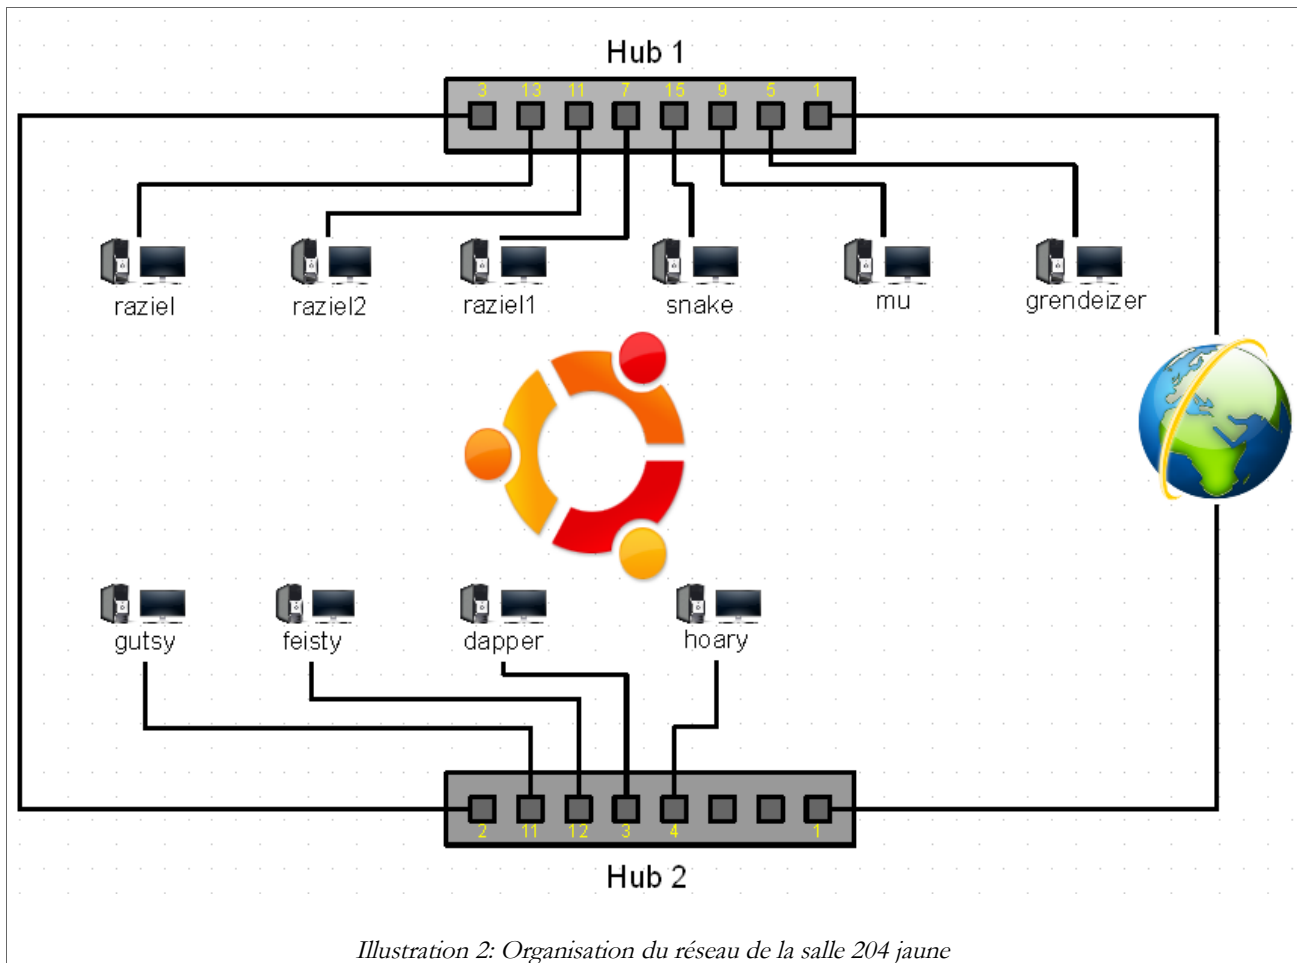 Hub 1
3 13 11 7 15 9 5 1
raziel raziel2 raziel1 snake mu grendeizer
gutsy feisty dapper hoary
2 11 12 3 4 1
Hub 2
Illustration 2: Organisation du réseau de la salle 204 jaune